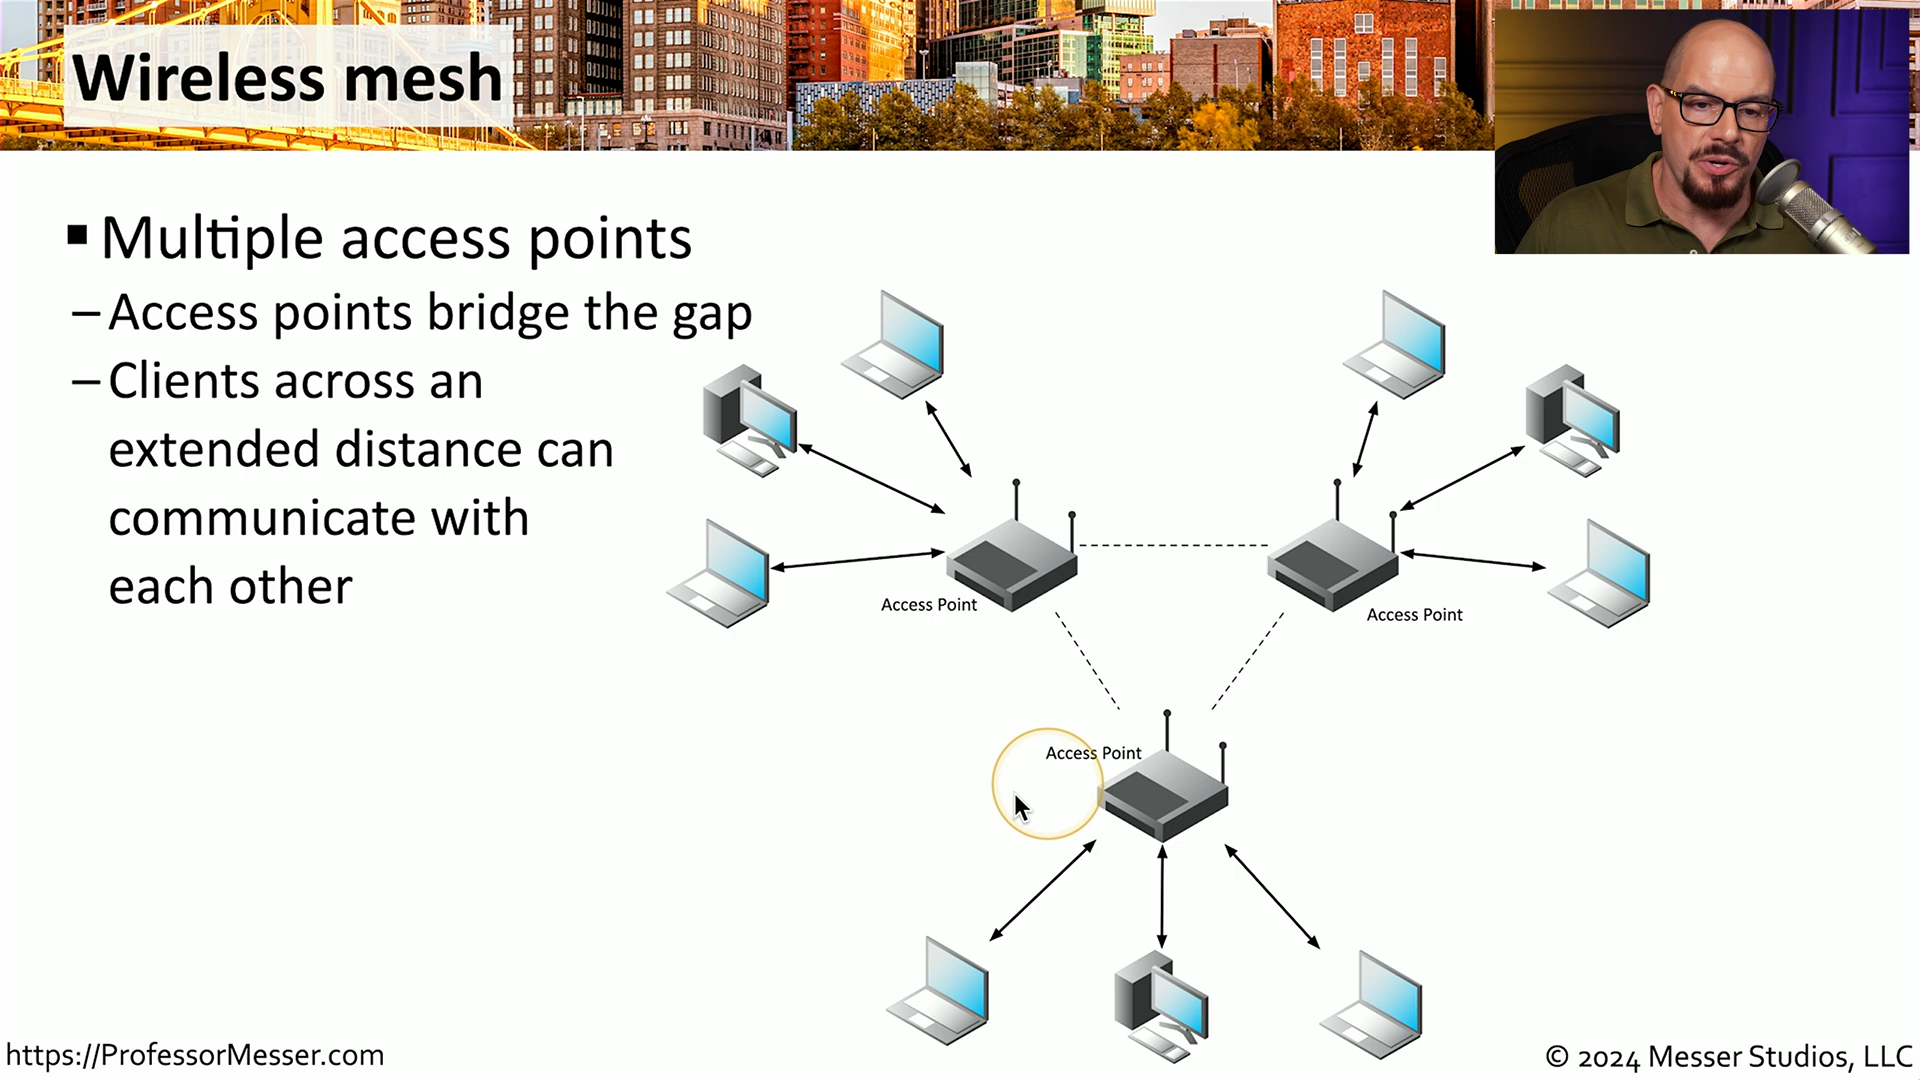 Wireless mesh
▪ Multiple access points
– Access points bridge the gap
– Clients across an
extended distance can
communicate with
each other
Access Point
Access Point
Access Point
https://ProfessorMesser.com
© 2024 Messer Studios, LLC